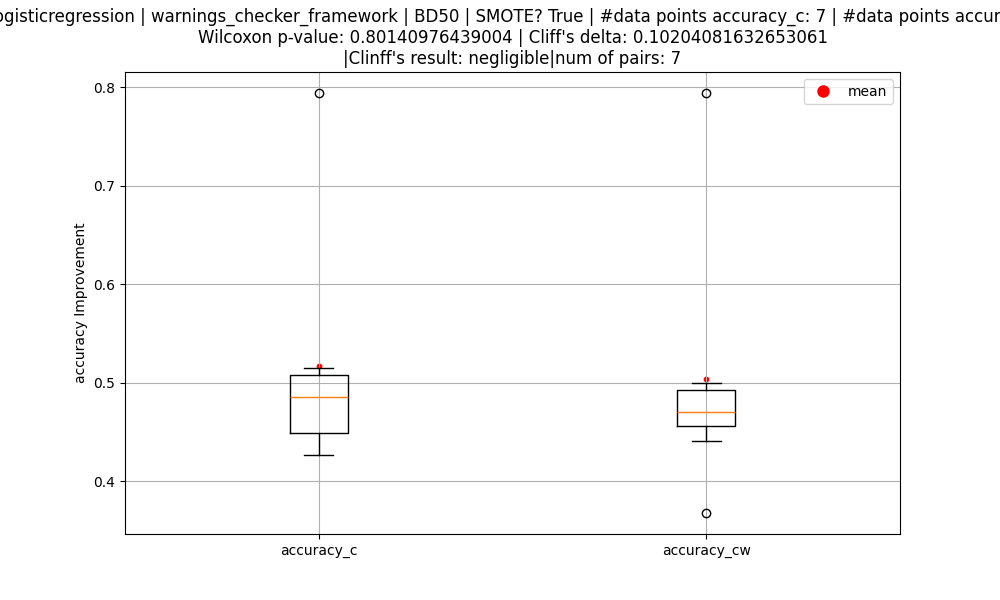 | warnings_checker_framework | BD50 | SMOTE? True | #data points accuracy_c: 7 | #data points
Wilcoxon p-value: 0.80140976439004 | Cliff's delta: 0.10204081632653061
|Clinff's result: negligible|num of pairs: 7
mean
0.8
0.7
0.6
0.5
0.4
accuracy Improvement
accuracy_c
accuracy_cw